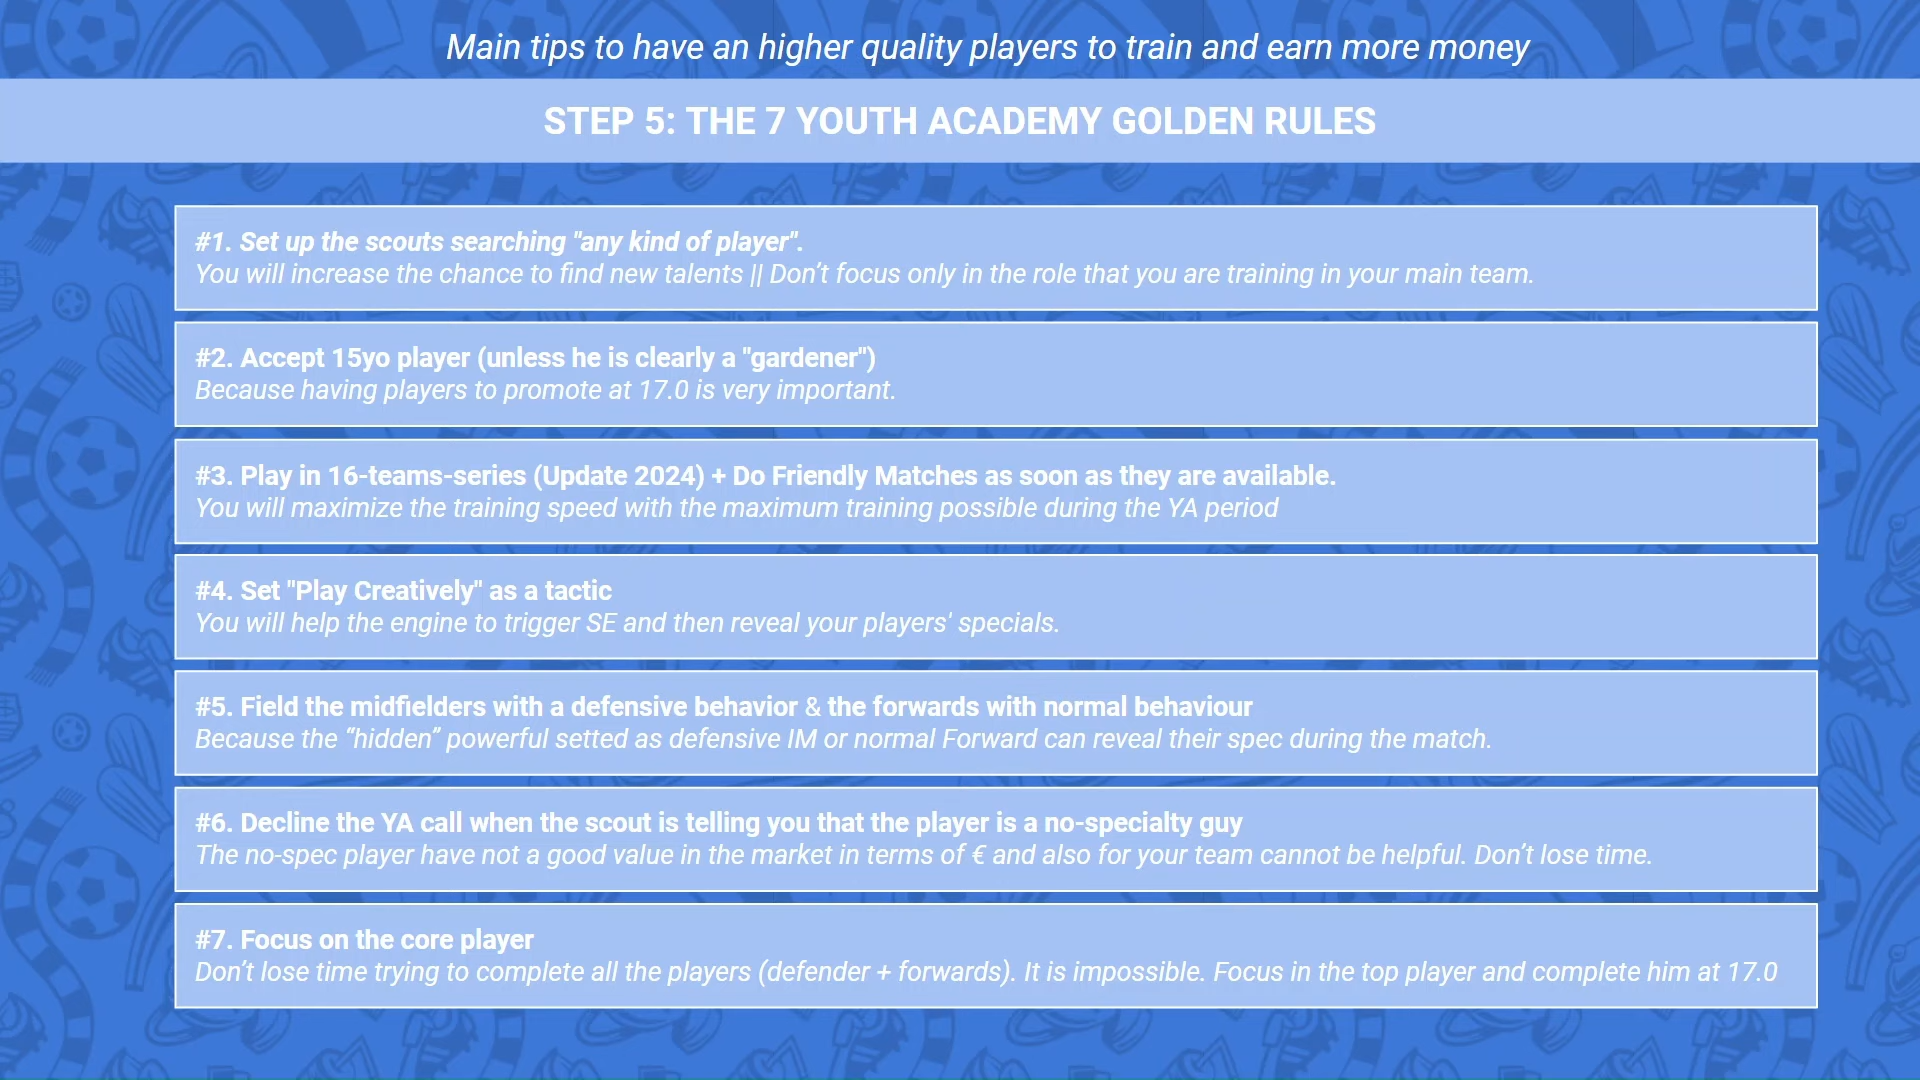 Main tips to have an higher quality players to train and earn more money
STEP 5: THE 7 YOUTH ACADEMY GOLDEN RULES
#1. Set up the scouts searching "any kind of player".
You will increase the chance to find new talents || Don’t focus only in the role that you are training in your main team.
#2. Accept 15yo player (unless he is clearly a "gardener")
Because having players to promote at 17.0 is very important.
#3. Play in 16-teams-series (Update 2024) + Do Friendly Matches as soon as they are available.
You will maximize the training speed with the maximum training possible during the YA period
#4. Set "Play Creatively" as a tactic
You will help the engine to trigger SE and then reveal your players' specials.
#5. Field the midfielders with a defensive behavior & the forwards with normal behaviour
Because the “hidden” powerful setted as defensive IM or normal Forward can reveal their spec during the match.
#6. Decline the YA call when the scout is telling you that the player is a no-specialty guy
The no-spec player have not a good value in the market in terms of € and also for your team cannot be helpful. Don’t lose time.
#7. Focus on the core player
Don’t lose time trying to complete all the players (defender + forwards). It is impossible. Focus in the top player and complete him at 17.0